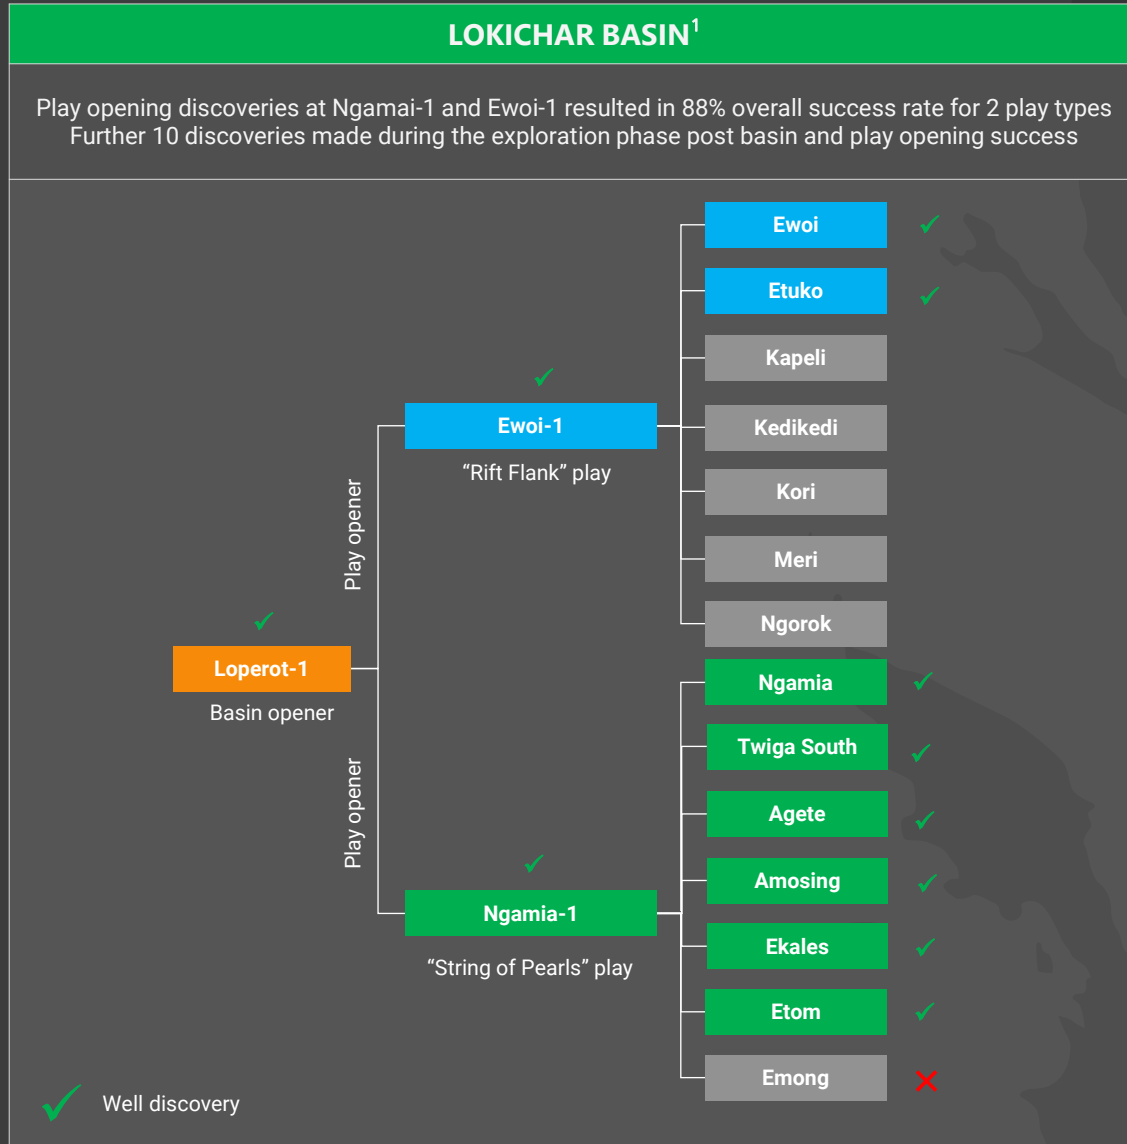 LOKICHAR BASIN¹
Play opening discoveries at Ngamai-1 and Ewoi-1 resulted in 88% overall success rate for 2 play types
Further 10 discoveries made during the exploration phase post basin and play opening success
Loperot-1
Basin opener
Play opener
Play opener
Ewoi-1
“Rift Flank” play
Ewoi
Etuko
Kapeli
Kedikedi
Kori
Meri
Ngorok
Ngamia-1
“String of Pearls” play
Ngamia
Twiga South
Agete
Amosing
Ekales
Etom
Emong
Well discovery